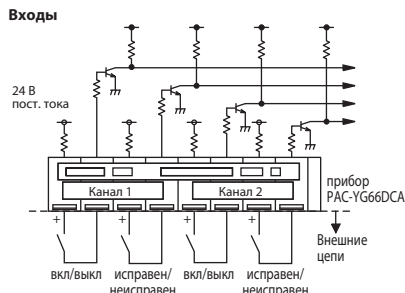 Входы
24 В
пост. тока
Канал 1
Канал 2
прибор
PAC-YG66DCA
+
+
+
+
Внешние
цепи
вкл/выкл
исправен/
неисправен
вкл/выкл
исправен/
неисправен